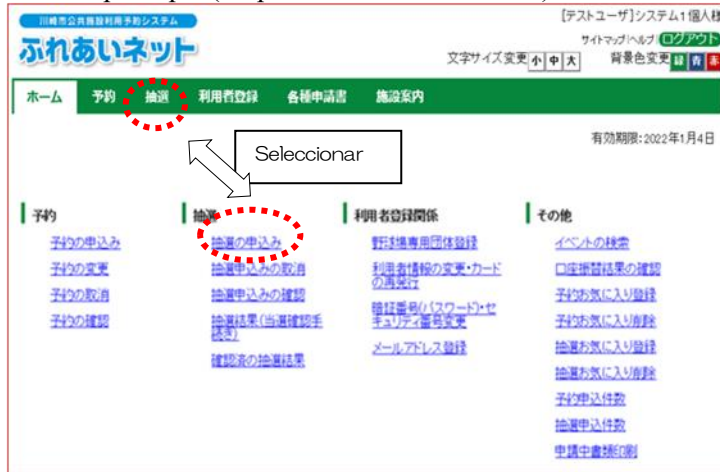 川崎市公共施設利用予約システム
[テストユーザ]システム1個人様
ふれあいネット
サイトマップ|ヘルプ|ログアウト
文字サイズ変更 小 中 大 背景色変更 緑 青 赤
ホーム 予約 抽選 利用者登録 各種申請書 施設案内
有効期限:2022年1月4日
Seleccionar
予約
予約の申込み
予約の変更
予約の取消
予約の確認
抽選
抽選の申込み
抽選申込みの取消
抽選申込みの確認
抽選結果(当選確認手
続き)
確認済の抽選結果
利用者登録関係
野球場専用団体登録
利用者情報の変更・カード
の再発行
暗証番号(パスワード)・セ
キュリティ番号変更
メールアドレス登録
その他
イベントの検索
口座振替結果の確認
予約お気に入り登録
予約お気に入り削除
抽選お気に入り登録
抽選お気に入り削除
予約申込件数
抽選申込件数
申請中書類印刷